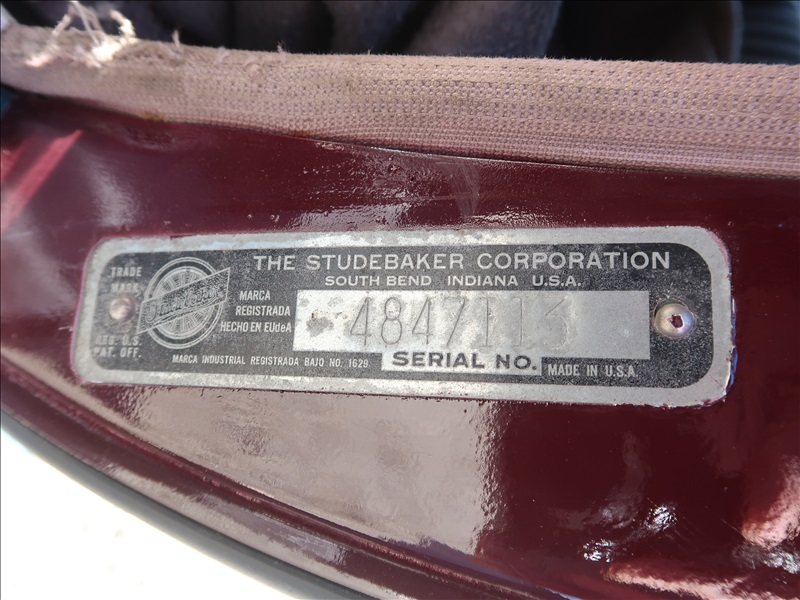 THE STUDEBAKER CORPORATION
SOUTH BEND INDIANA U.S.A.
TRADE
MARK
REG. U.S.
PAT. OFF.
Studebaker
MARCA
REGISTRADA
HECHO EN EUdeA
4847113
MARCA INDUSTRIAL REGISTRADA BAJO NO. 1629
SERIAL NO.
MADE IN U.S.A.